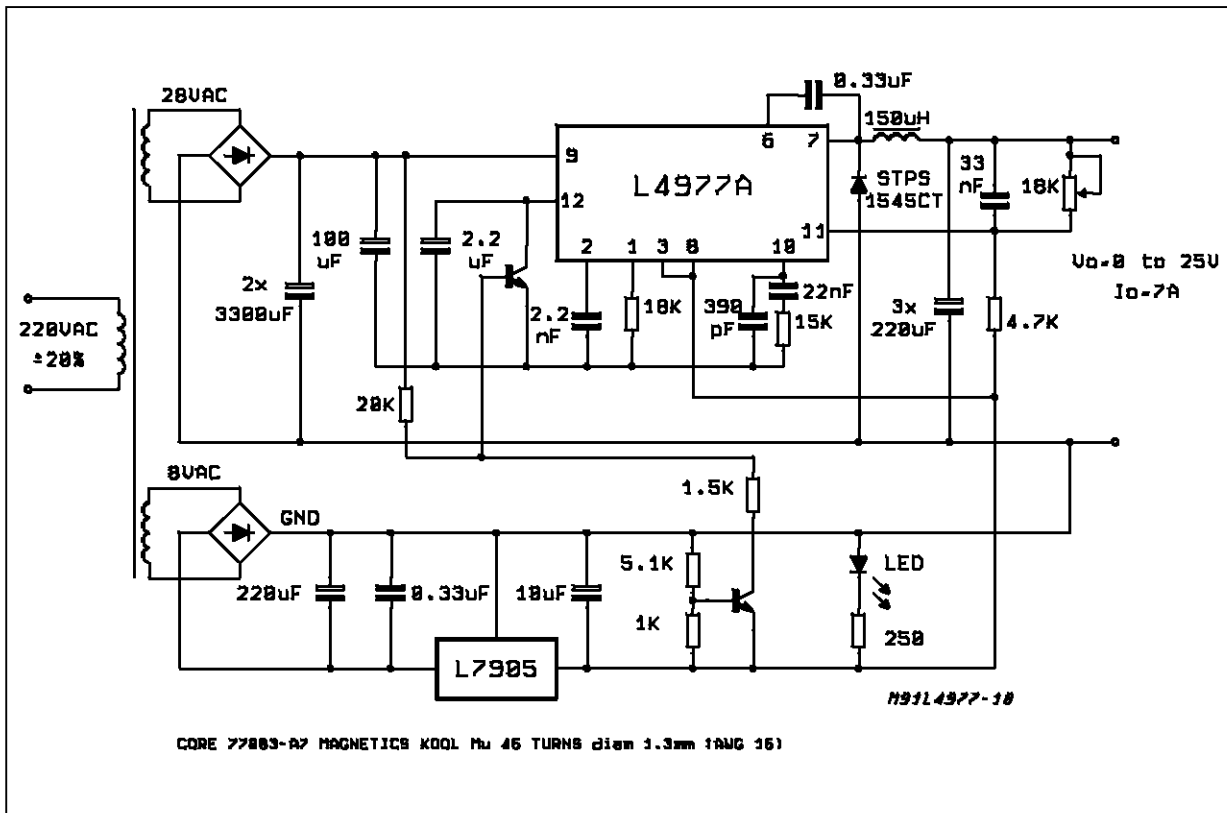 28VAC
0.33uF
150uH
9
6
7
L4977A
33
nF
18K
STPS
1545CT
12
11
100
uF
2.2
uF
2
1
3
8
10
Vo=0 to 25V
Io=7A
2x
3300uF
2.2
nF
18K
390
pF
22nF
15K
3x
220uF
4.7K
220VAC
±20%
20K
8VAC
GND
1.5K
220uF
0.33uF
10uF
5.1K
1K
LED
250
L7905
M91L4977-10
CORE 77083-A7 MAGNETICS KOOL Mu 46 TURNS diam 1.3mm (AWG 16)